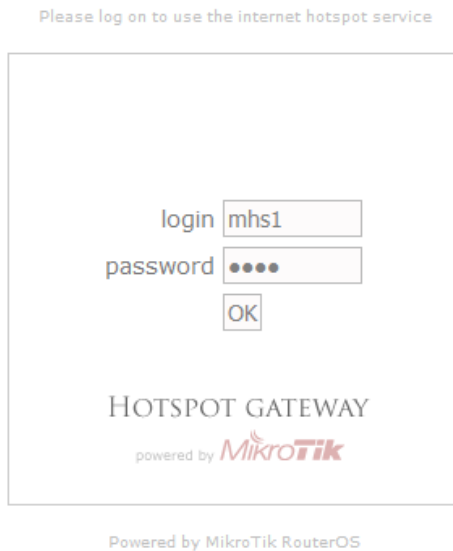 Please log on to use the internet hotspot service
login mhs1
password ••••
OK
HOTSPOT GATEWAY
powered by MikroTik
Powered by MikroTik RouterOS